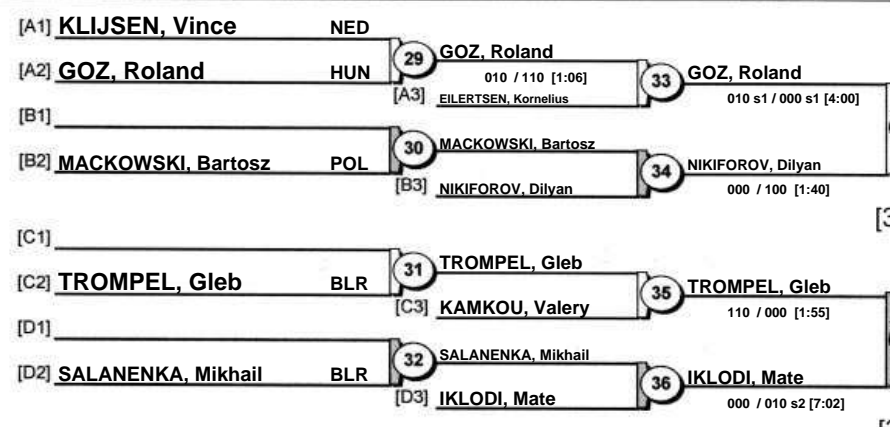 [A1] KLIJSEN, Vince NED
29
GOZ, Roland
[A2] GOZ, Roland HUN
010 / 110 [1:06]
33
GOZ, Roland
[A3] EILERTSEN, Kornelius
010 s1 / 000 s1 [4:00]
[B1]
30
MACKOWSKI, Bartosz
[B2] MACKOWSKI, Bartosz POL
34
NIKIFOROV, Dilyan
[B3] NIKIFOROV, Dilyan
000 / 100 [1:40]
[3
[C1]
31
TROMPEL, Gleb
[C2] TROMPEL, Gleb BLR
35
TROMPEL, Gleb
[C3] KAMKOU, Valery
110 / 000 [1:55]
[D1]
32
SALANENKA, Mikhail
[D2] SALANENKA, Mikhail BLR
36
IKLODI, Mate
[D3] IKLODI, Mate
000 / 010 s2 [7:02]